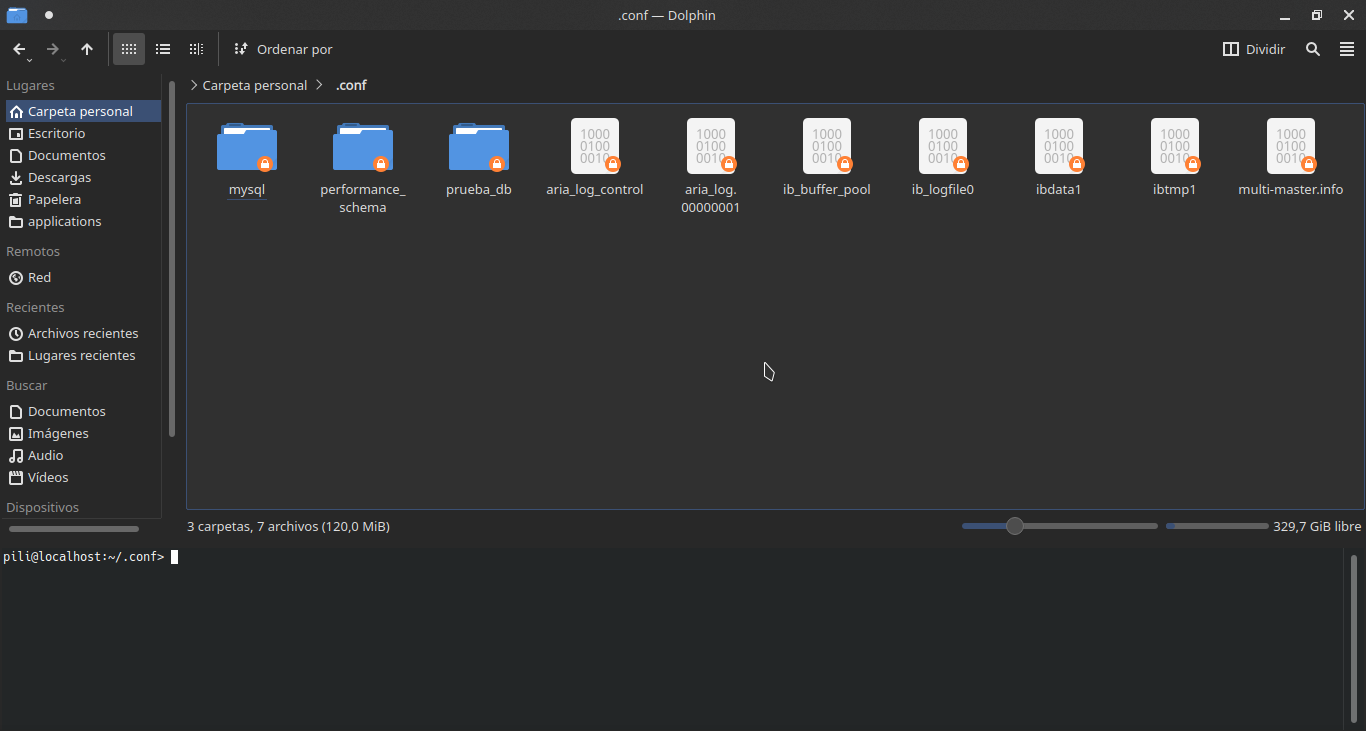 .conf — Dolphin
Ordenar por
Dividir
Lugares
Carpeta personal
Escritorio
Documentos
Descargas
Papelera
applications
Remotos
Red
Recientes
Archivos recientes
Lugares recientes
Buscar
Documentos
Imágenes
Audio
Vídeos
Dispositivos
Carpeta personal > .conf
mysql
performance_
schema
prueba_db
1000
0100
0010
aria_log_control
1000
0100
0010
aria_log.
00000001
1000
0100
0010
ib_buffer_pool
1000
0100
0010
ib_logfile0
1000
0100
0010
ibdata1
1000
0100
0010
ibtmp1
1000
0100
0010
multi-master.info
3 carpetas, 7 archivos (120,0 MiB)
329,7 GiB libre
pili@localhost:~/.conf>